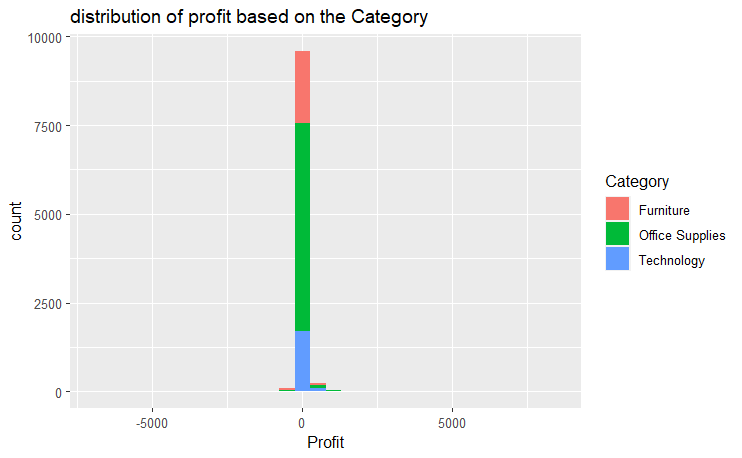 distribution of profit based on the Category
10000
7500
5000
2500
0
count
-5000
0
5000
Profit
Category
Furniture
Office Supplies
Technology